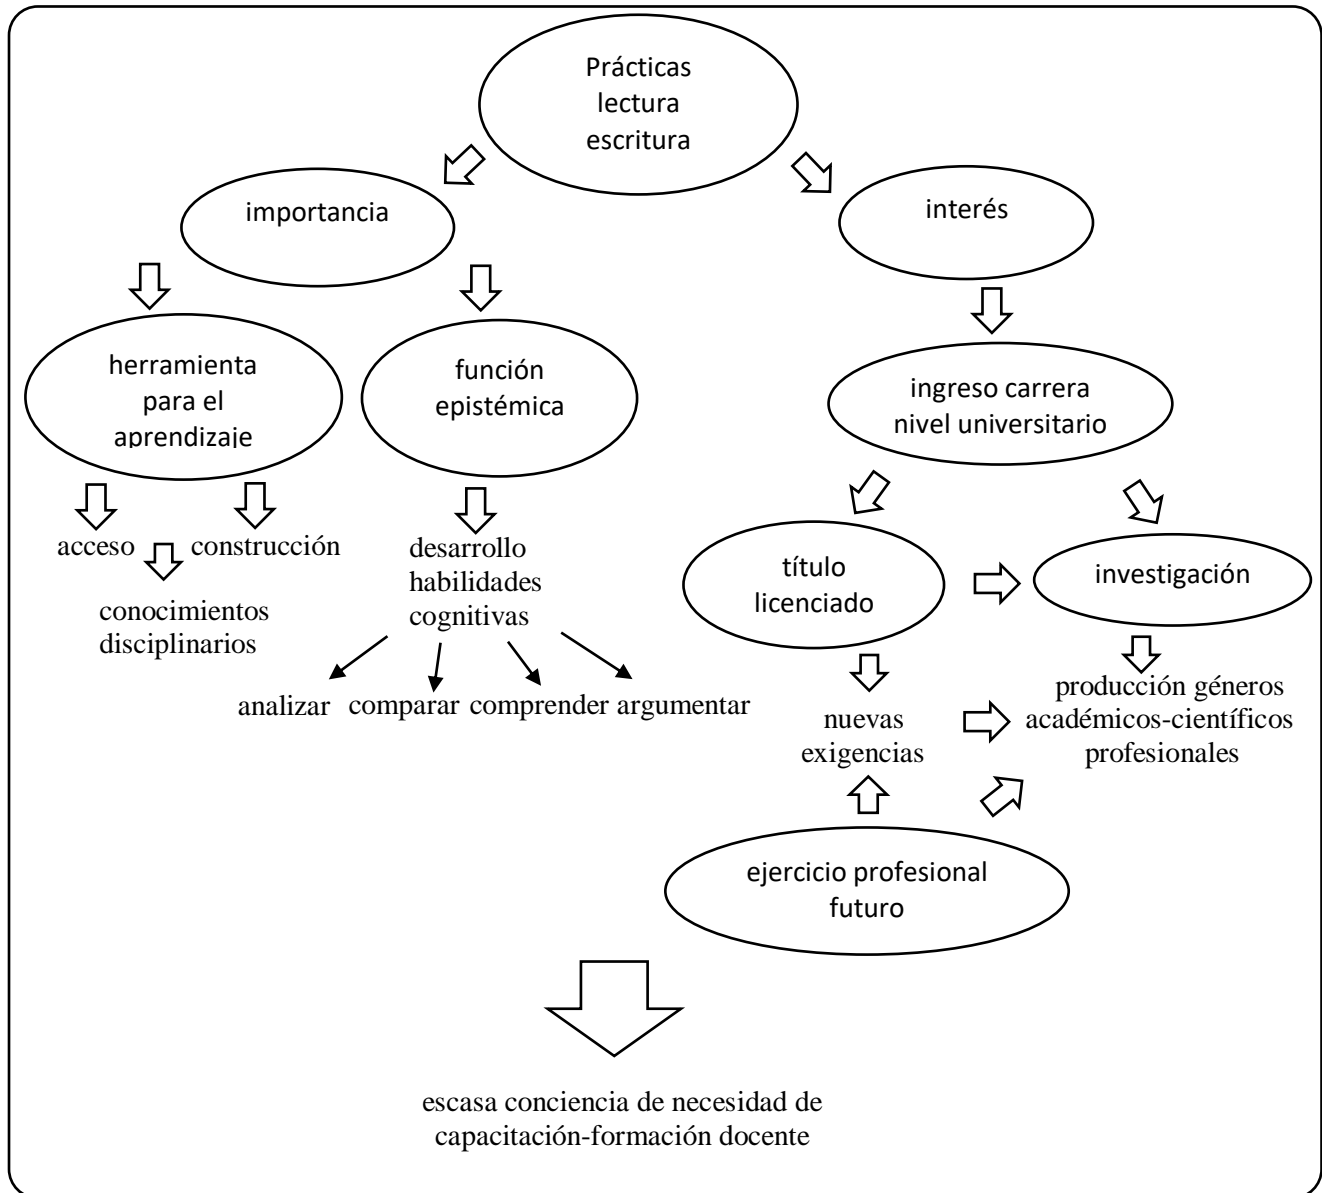 Prácticas
lectura
escritura
importancia
interés
herramienta
para el
aprendizaje
función
epistémica
ingreso carrera
nivel universitario
acceso
construcción
conocimientos
disciplinarios
desarrollo
habilidades
cognitivas
analizar
comparar
comprender
argumentar
título
licenciado
investigación
nuevas
exigencias
producción géneros
académicos-científicos
profesionales
ejercicio profesional
futuro
escasa conciencia de necesidad de
capacitación-formación docente